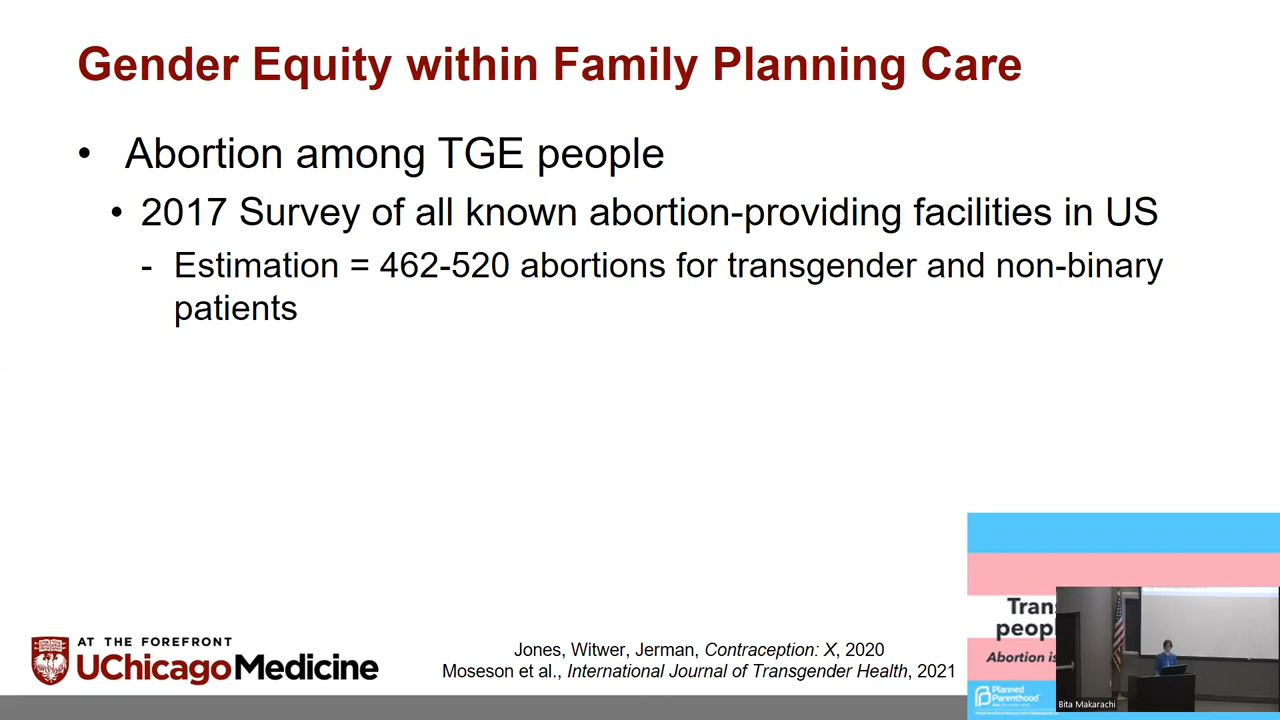 Gender Equity within Family Planning Care
• Abortion among TGE people
• 2017 Survey of all known abortion-providing facilities in US
- Estimation = 462-520 abortions for transgender and non-binary
patients
AT THE FOREFRONT
UChicagoMedicine
Jones, Witwer, Jerman, Contraception: X, 2020
Moseson et al., International Journal of Transgender Health, 2021
Abortion is
Planned
Parenthood
Bita Makarachi